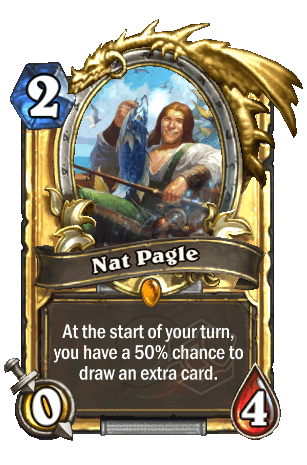 2
Nat Pagle
At the start of your turn,
you have a 50% chance to
draw an extra card.
0
4